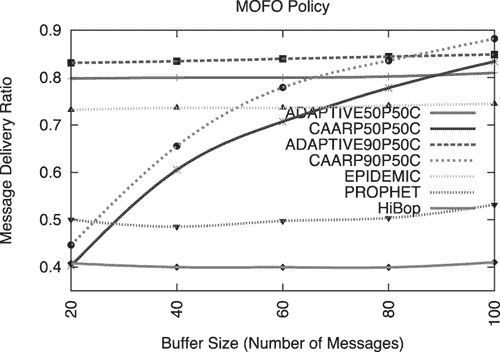 MOFO Policy
0.9
0.8
0.7
0.6
0.5
0.4
Message Delivery Ratio
ADAPTIVE50P50C
CAARP50P50C
ADAPTIVE90P50C
CAARP90P50C
EPIDEMIC
PROPHET
HiBop
20
40
60
80
100
Buffer Size (Number of Messages)